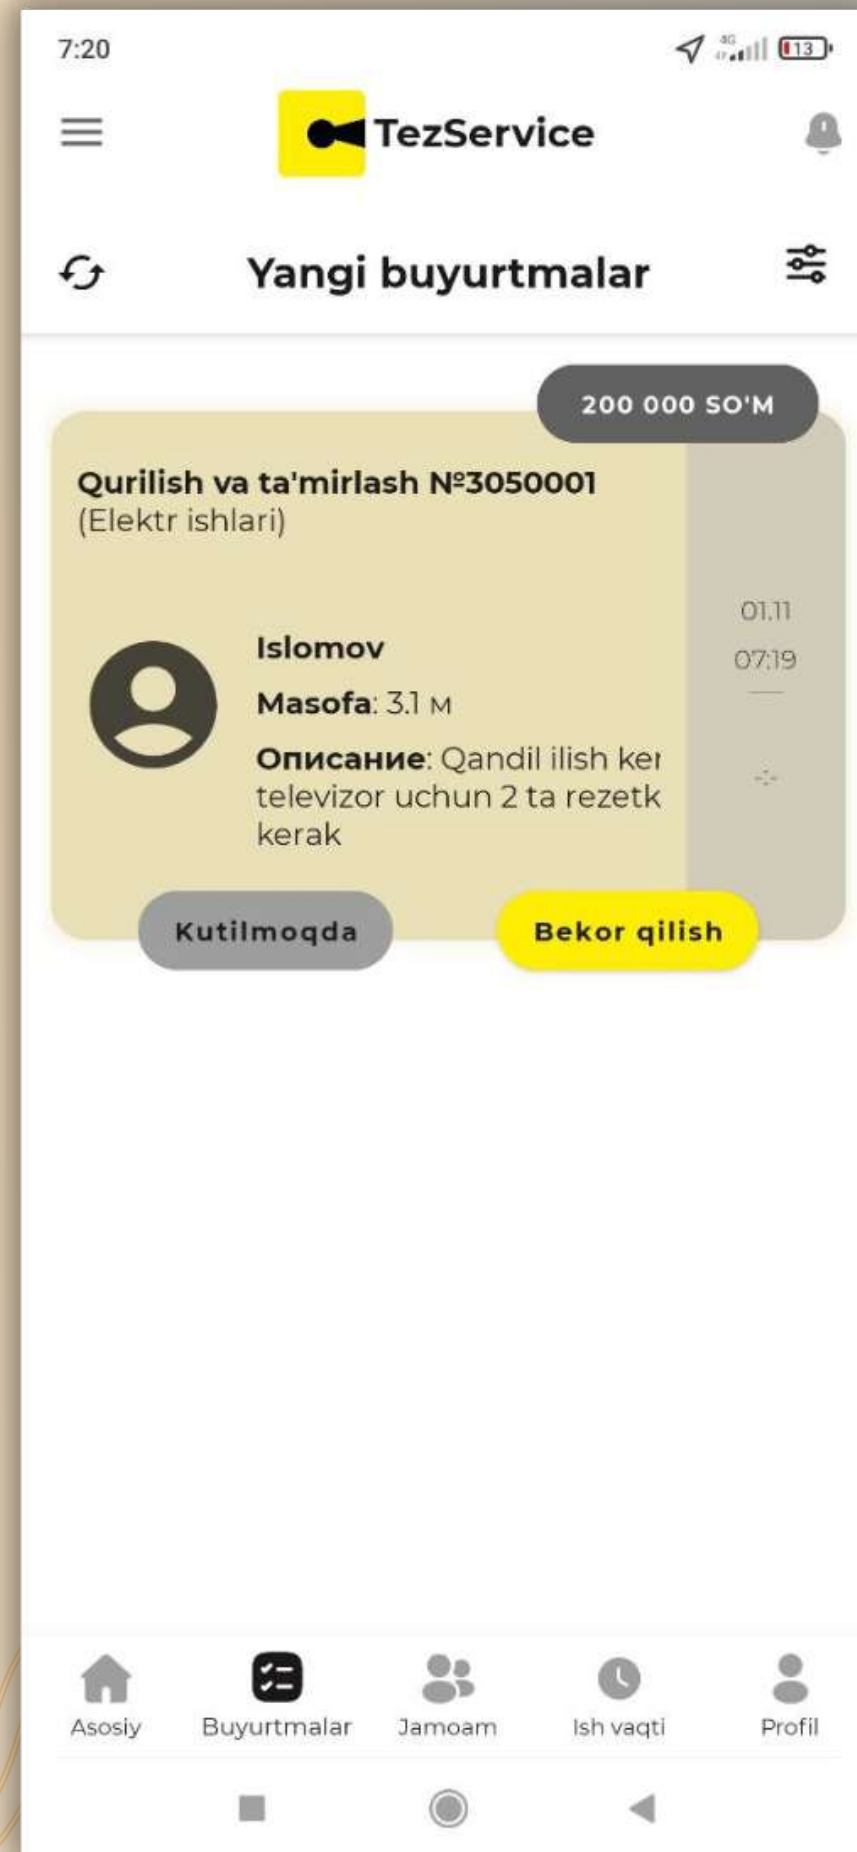 7:20
4G
13
TezService
Yangi buyurtmalar
200 000 SO'M
Qurilish va ta'mirlash №3050001
(Elektr ishlari)
01.11
07:19
-:-
Islomov
Masofa: 3.1 м
Описание: Qandil ilish ker
televizor uchun 2 ta rezetk
kerak
Kutilmoqda
Bekor qilish
Asosiy
Buyurtmalar
Jamoam
Ish vaqti
Profil